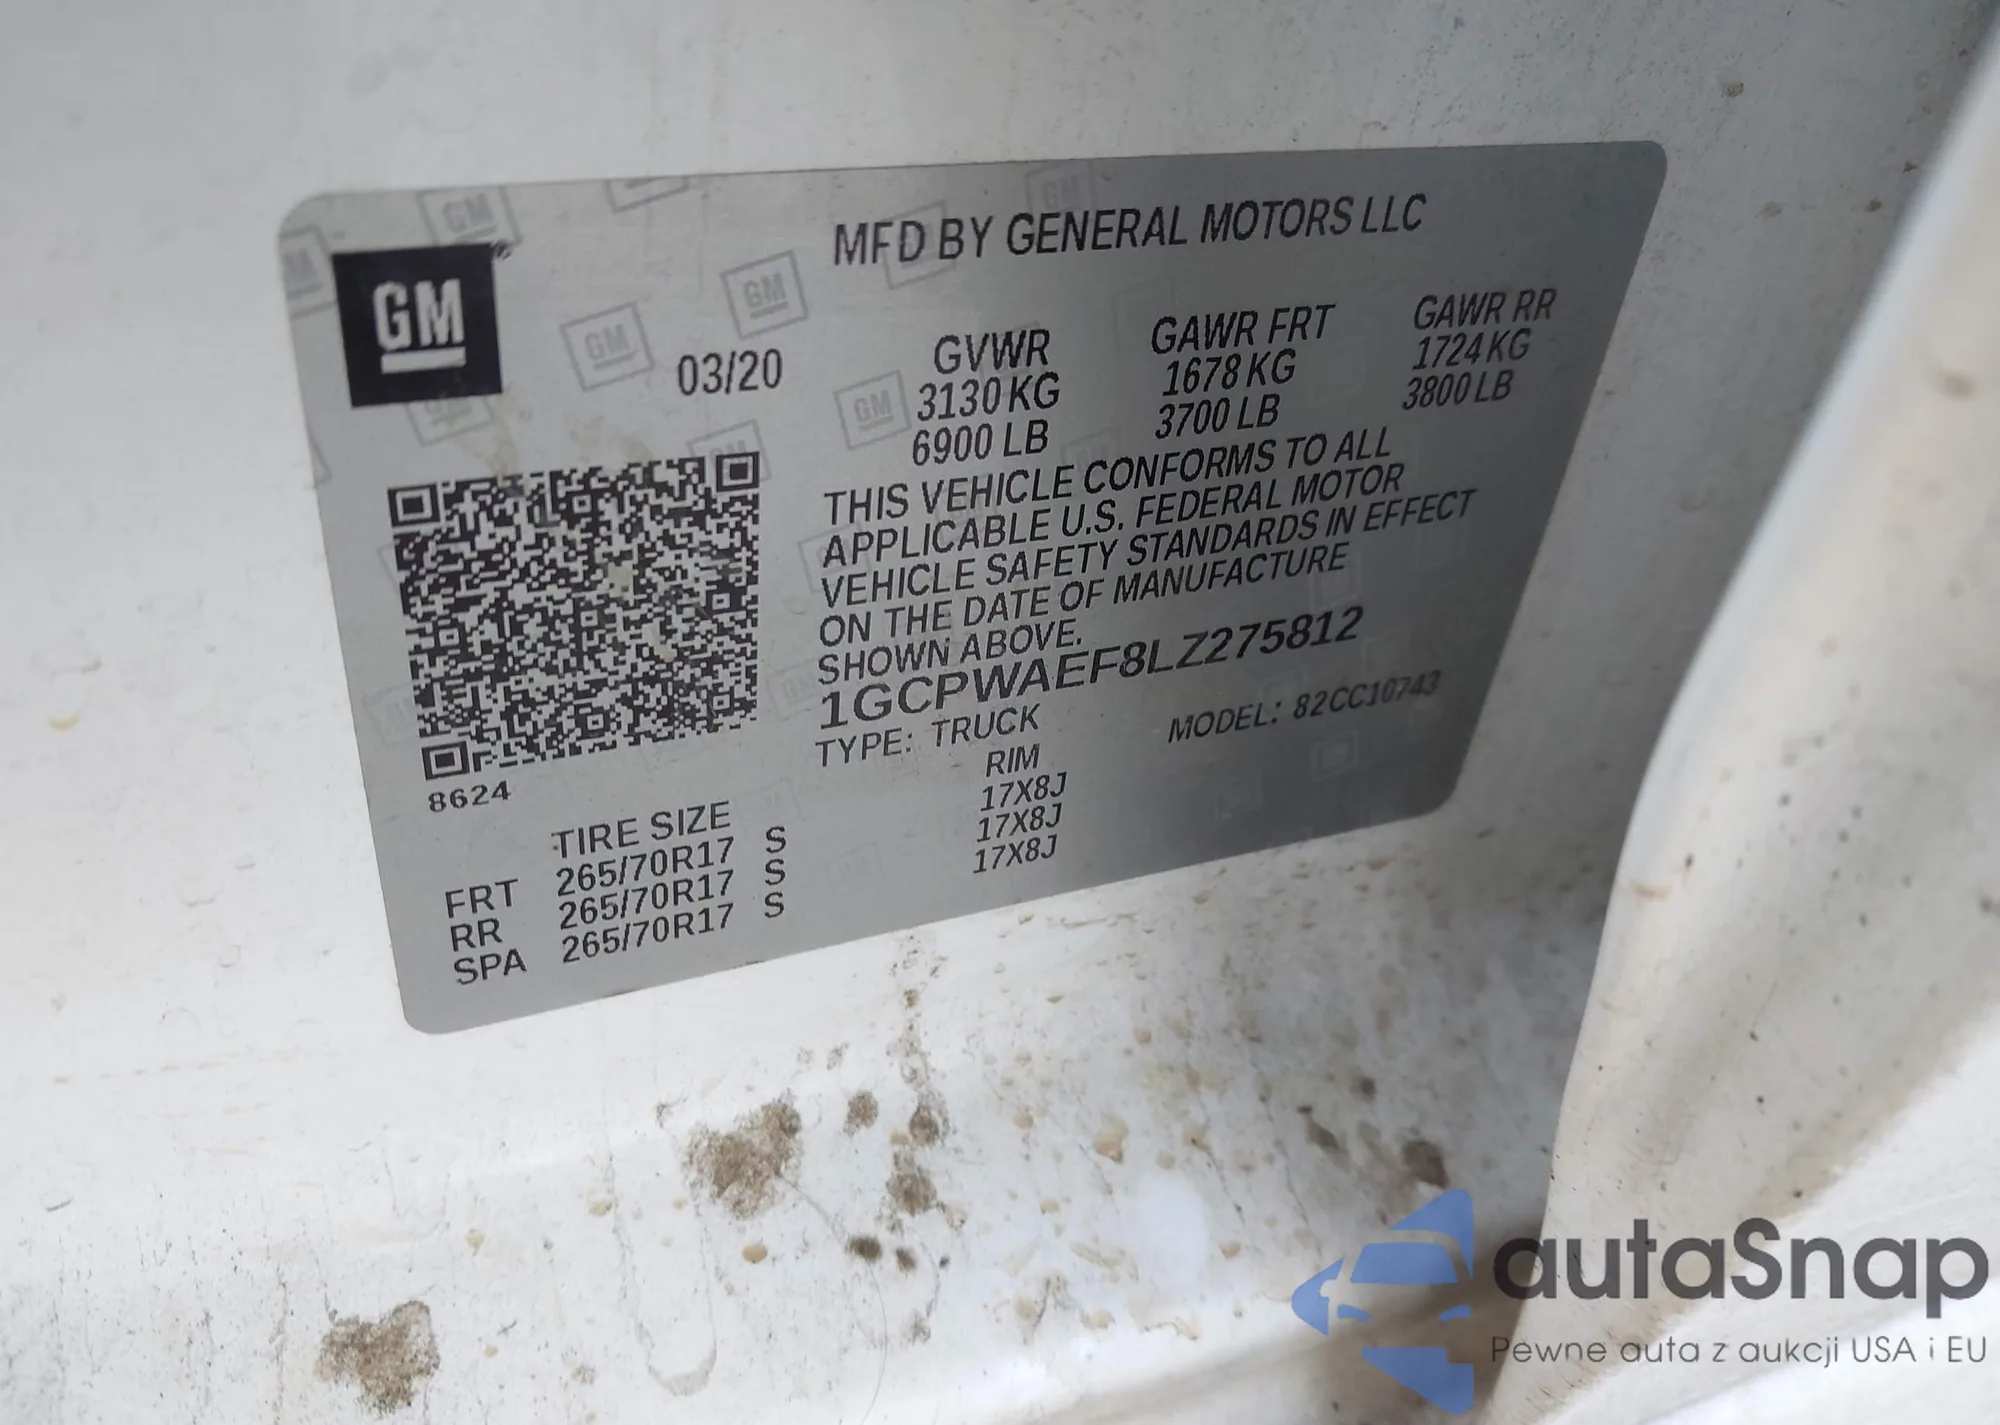 GM
MFD BY GENERAL MOTORS LLC
03/20
GVWR GAWR FRT GAWR RR
3130 KG 1678 KG 1724 KG
6900 LB 3700 LB 3800 LB
THIS VEHICLE CONFORMS TO ALL
APPLICABLE U.S. FEDERAL MOTOR
VEHICLE SAFETY STANDARDS IN EFFECT
ON THE DATE OF MANUFACTURE
SHOWN ABOVE.
1GCPWAEF8LZ275812
TYPE: TRUCK MODEL: 82CC10743
8624
TIRE SIZE RIM
FRT 265/70R17 S 17X8J
RR 265/70R17 S 17X8J
SPA 265/70R17 S 17X8J
autaSnap
Pewne auta z aukcji USA i EU